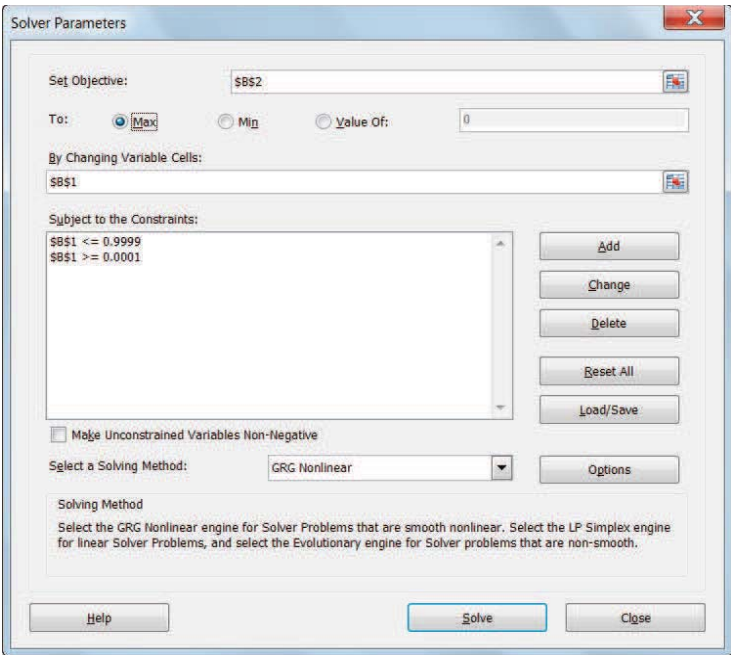 Solver Parameters
X
Set Objective: $B$2
To: Max Min Value Of: 0
By Changing Variable Cells:
$B$1
Subject to the Constraints:
$B$1 <= 0.9999
$B$1 >= 0.0001
Add
Change
Delete
Reset All
Load/Save
Make Unconstrained Variables Non-Negative
Select a Solving Method: GRG Nonlinear Options
Solving Method
Select the GRG Nonlinear engine for Solver Problems that are smooth nonlinear. Select the LP Simplex engine
for linear Solver Problems, and select the Evolutionary engine for Solver problems that are non-smooth.
Help Solve Close